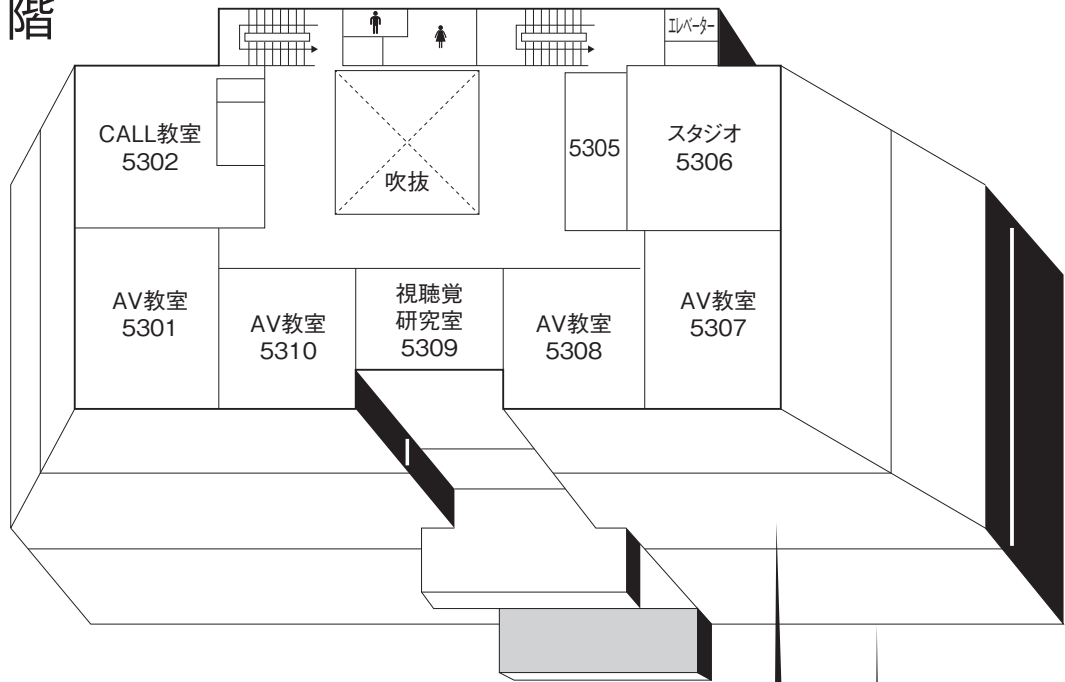 階
エレベーター
CALL教室
5302
吹抜
5305
スタジオ
5306
AV教室
5301
AV教室
5310
視聴覚
研究室
5309
AV教室
5308
AV教室
5307